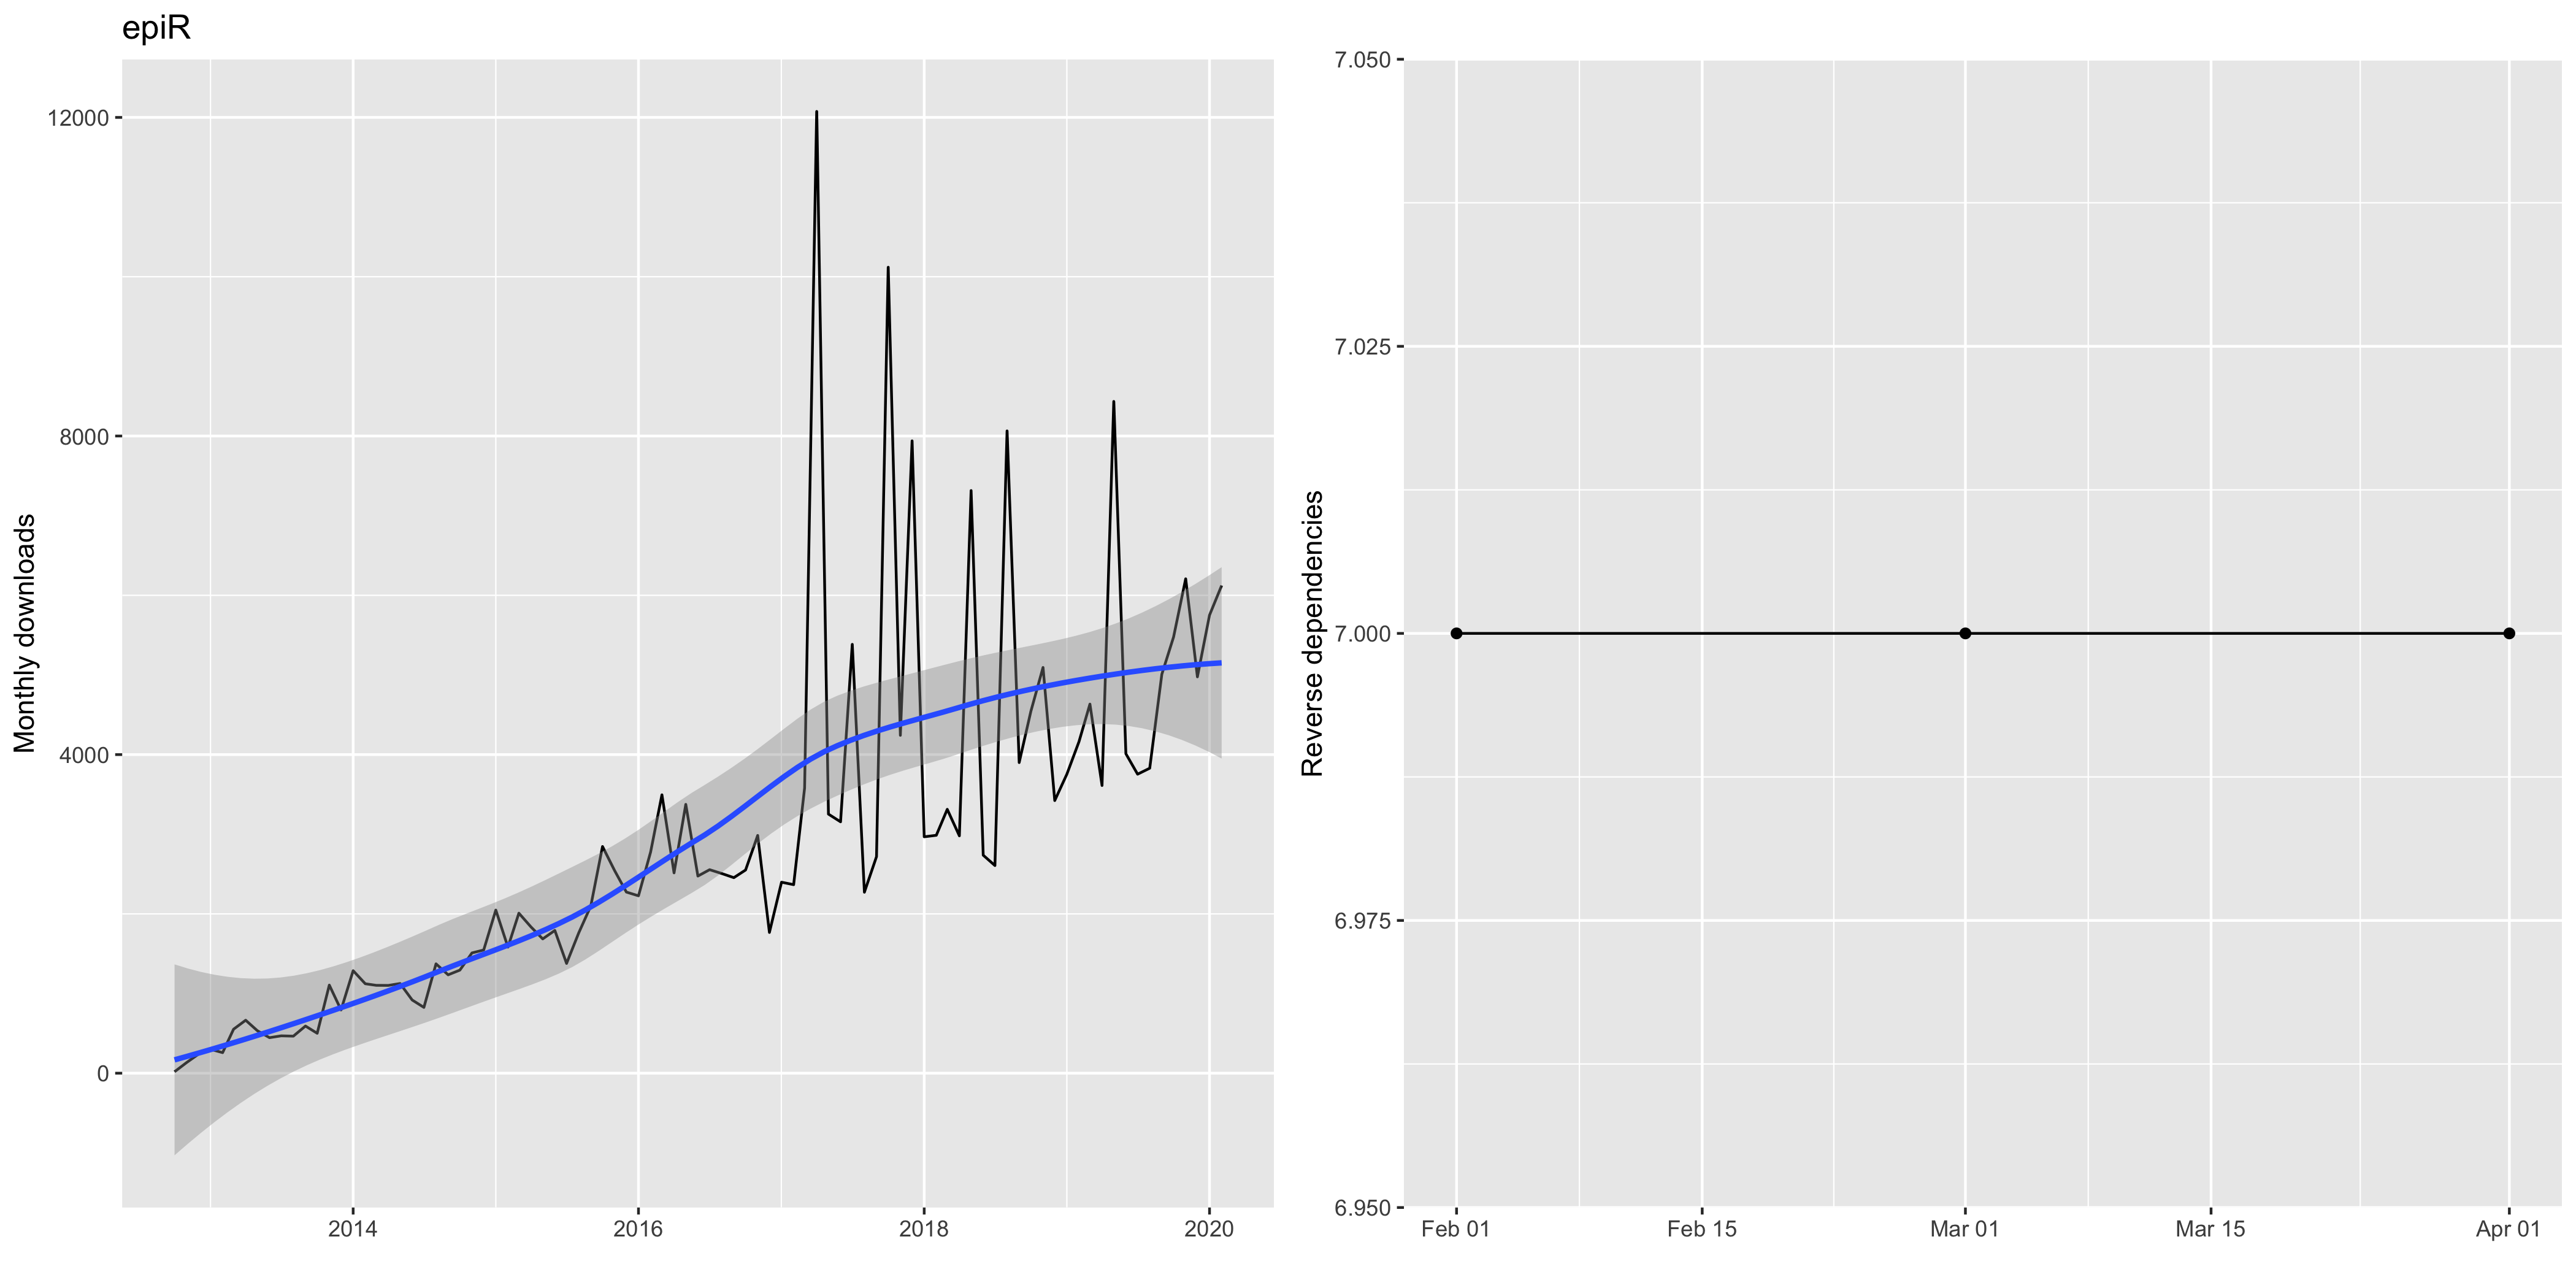 epiR
Monthly downloads
12000
8000
4000
0
2014 2016 2018 2020
Reverse dependencies
7.050
7.025
7.000
6.975
6.950
Feb 01 Feb 15 Mar 01 Mar 15 Apr 01